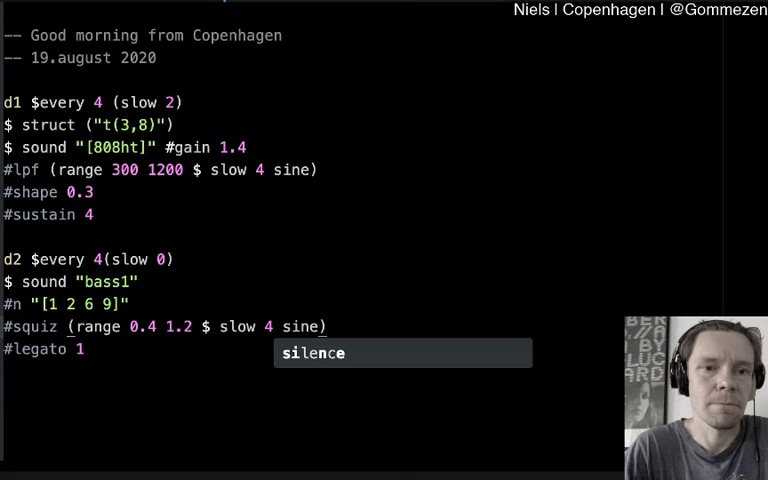 Niels | Copenhagen | @Gommezen
-- Good morning from Copenhagen
-- 19.august 2020
d1 $every 4 (slow 2)
$ struct ("t(3,8)")
$ sound "[808ht]" #gain 1.4
#lpf (range 300 1200 $ slow 4 sine)
#shape 0.3
#sustain 4
d2 $every 4(slow 0)
$ sound "bass1"
#n "[1 2 6 9]"
#squiz (range 0.4 1.2 $ slow 4 sine)
#legato 1
silence